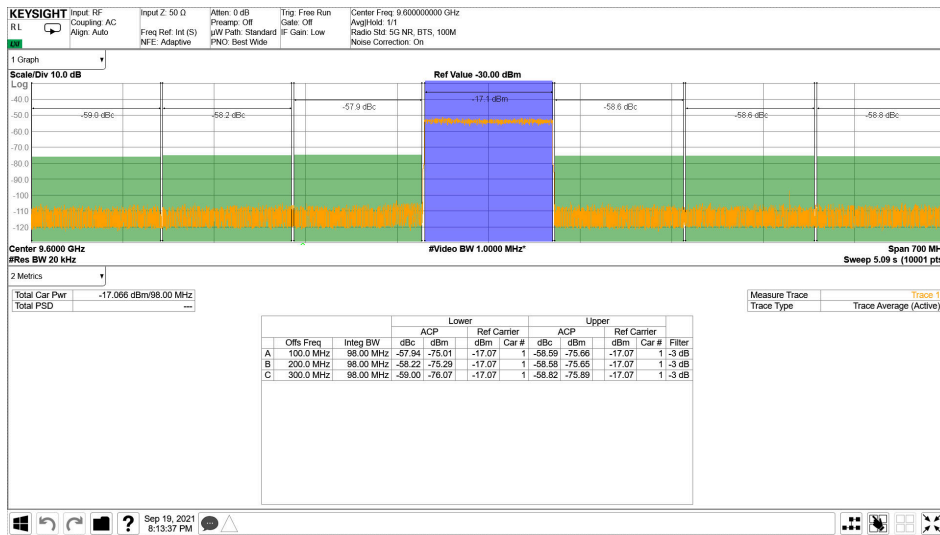 KEYSIGHT Input: RF Input Z: 50 Ω Atten: 0 dB Trig: Free Run Center Freq: 9.600000000 GHz
RL Coupling: AC Preamp: Off Gate: Off Avg|Hold: 1/1
Align: Auto Freq Ref: Int (S) µW Path: Standard IF Gain: Low Radio Std: 5G NR, BTS, 100M
NFE: Adaptive PNO: Best Wide Noise Correction: On
1 Graph
Scale/Div 10.0 dB Ref Value -30.00 dBm
Log
-40.0 -17.1 dBm
-57.9 dBc -58.6 dBc
-50.0 -59.0 dBc -58.2 dBc -58.6 dBc -58.8 dBc
-60.0
-70.0
-80.0
-90.0
-100
-110
-120
Center 9.6000 GHz #Video BW 1.0000 MHz* Span 700 MH
#Res BW 20 kHz Sweep 5.09 s (10001 pts
2 Metrics
Total Car Pwr -17.066 dBm/98.00 MHz Measure Trace Trace 1
Total PSD --- Trace Type Trace Average (Active)
Lower Upper
ACP Ref Carrier ACP Ref Carrier
Offs Freq Integ BW dBc dBm dBm Car # dBc dBm dBm Car # Filter
A 100.0 MHz 98.00 MHz -57.94 -75.01 -17.07 1 -58.59 -75.66 -17.07 1 -3 dB
B 200.0 MHz 98.00 MHz -58.22 -75.29 -17.07 1 -58.58 -75.65 -17.07 1 -3 dB
C 300.0 MHz 98.00 MHz -59.00 -76.07 -17.07 1 -58.82 -75.89 -17.07 1 -3 dB
? Sep 19, 2021
8:13:37 PM